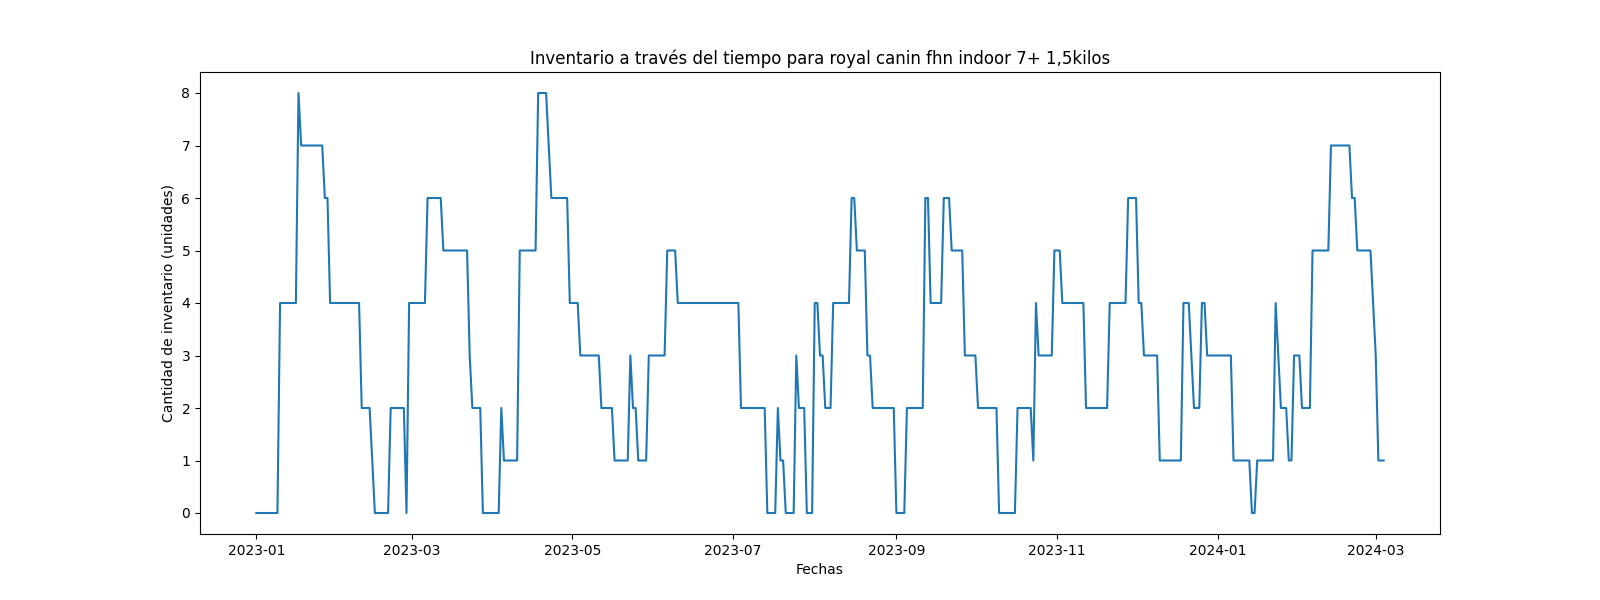 Inventario a través del tiempo para royal canin fhn indoor 7+ 1,5kilos
Cantidad de inventario (unidades)
8
7
6
5
4
3
2
1
0
2023-01 2023-03 2023-05 2023-07 2023-09 2023-11 2024-01 2024-03
Fechas